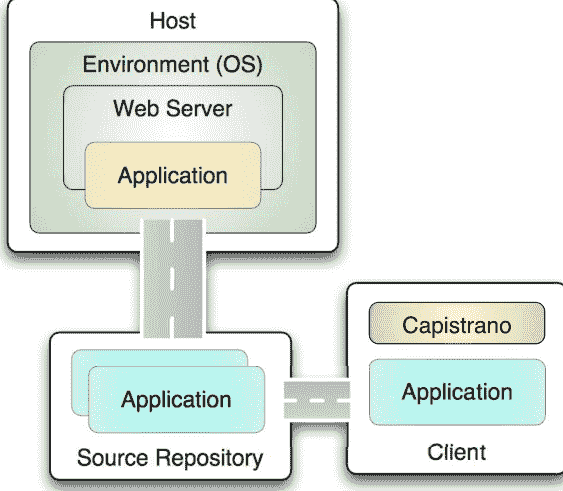 Host
Environment (OS)
Web Server
Application
Capistrano
Application
Application
Source Repository
Client